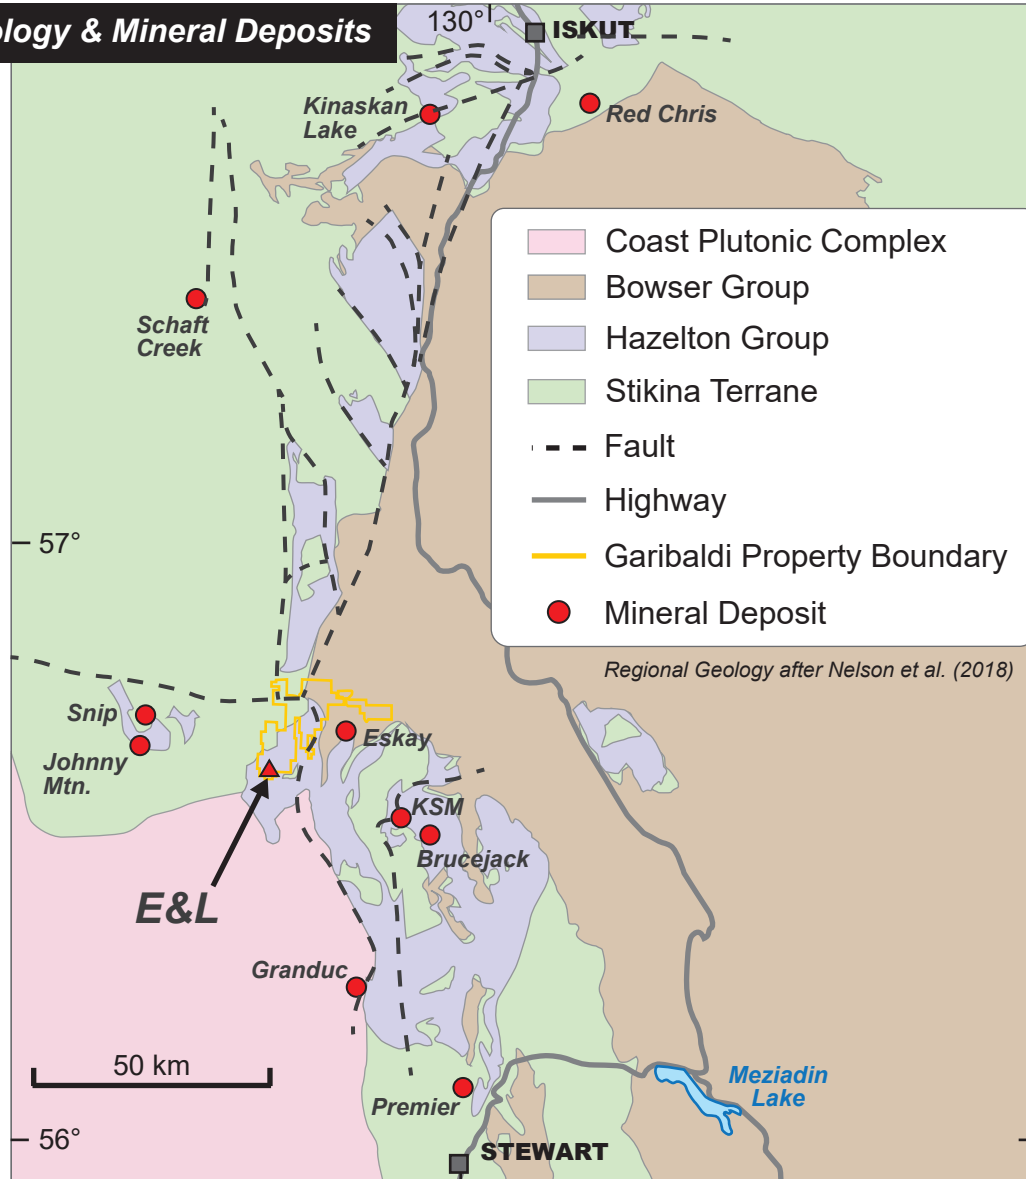 ology & Mineral Deposits
130°
ISKUT
Kinaskan
Lake
Red Chris
Schaft
Creek
Coast Plutonic Complex
Bowser Group
Hazelton Group
Stikina Terrane
Fault
Highway
Garibaldi Property Boundary
Mineral Deposit
57°
Regional Geology after Nelson et al. (2018)
Snip
Eskay
Johnny
Mtn.
KSM
Brucejack
E&L
Granduc
50 km
Meziadin
Lake
Premier
56°
STEWART